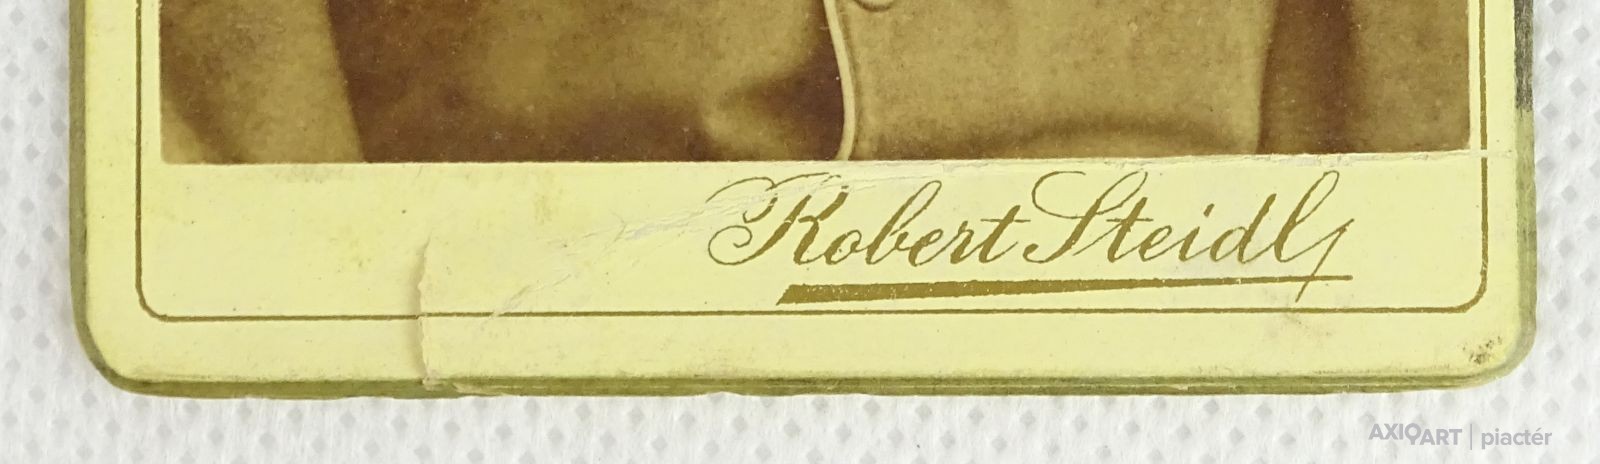 Robert Steidl
AXIOART | piactér